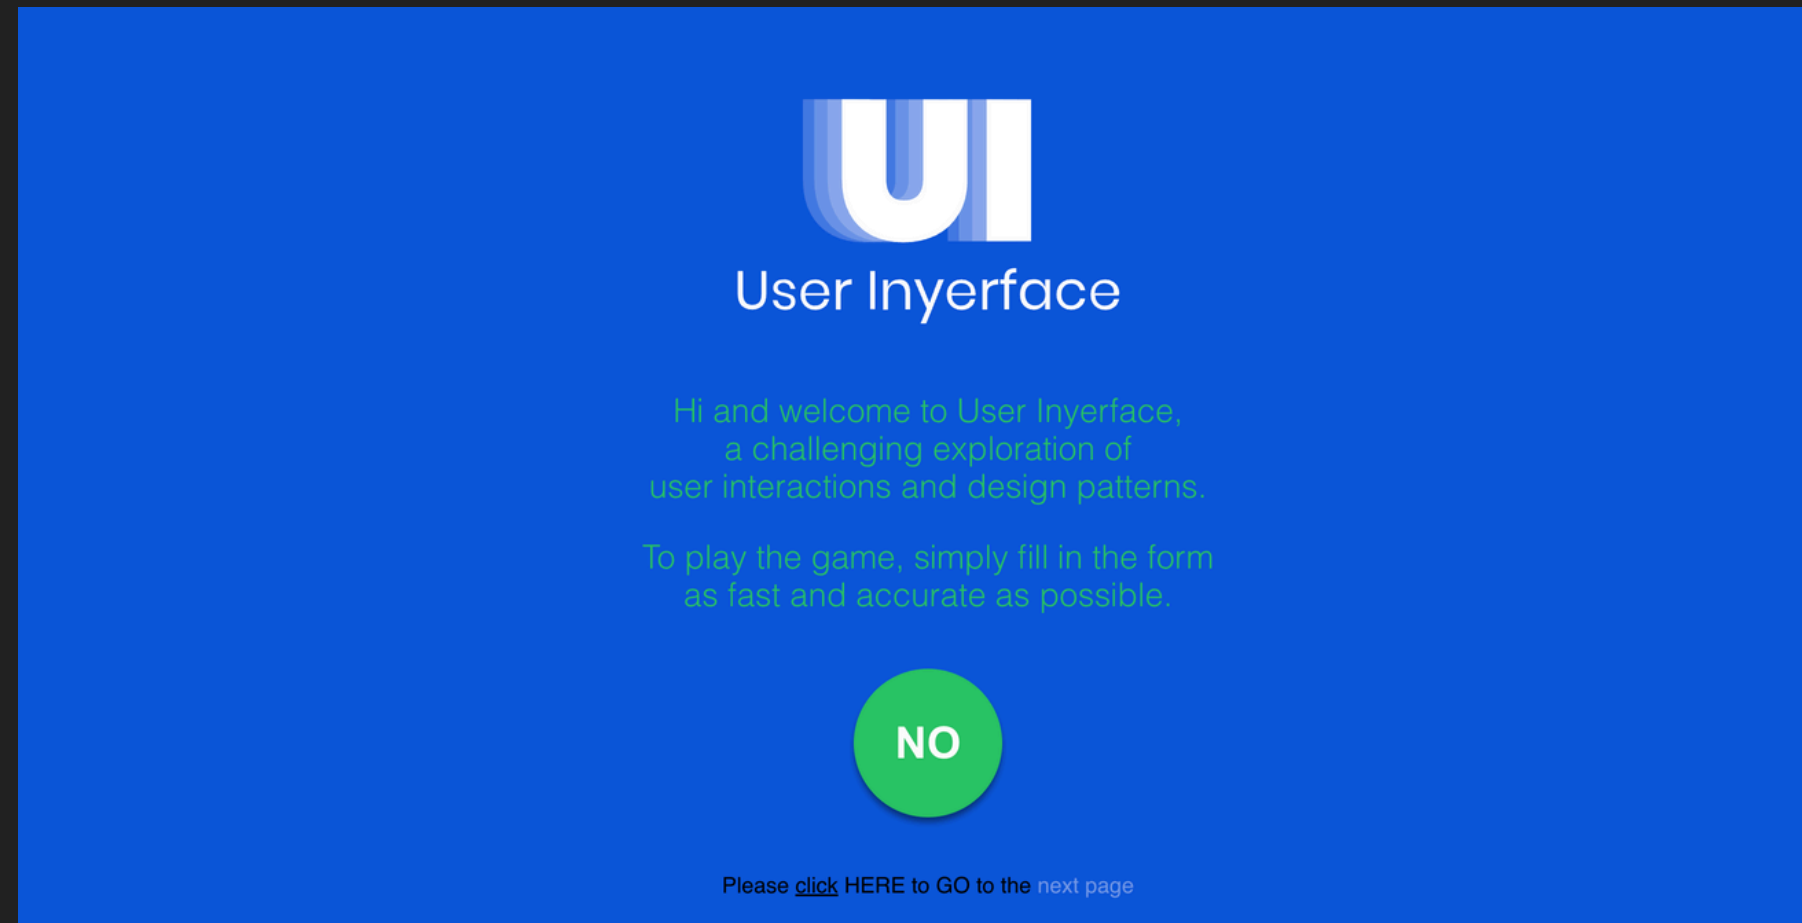 UI
User Inyerface
Hi and welcome to User Inyerface,
a challenging exploration of
user interactions and design patterns.
To play the game, simply fill in the form
as fast and accurate as possible.
NO
Please click HERE to GO to the next page